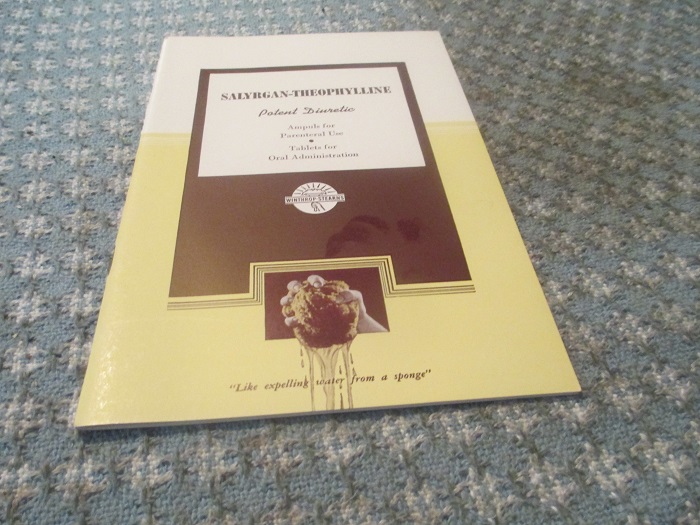 SALYRGAN-THEOPHYLLINE
Potent Diuretic
Ampuls for
Parenteral Use
•
Tablets for
Oral Administration
WINTHROP STEARNS
"Like expelling water from a sponge"